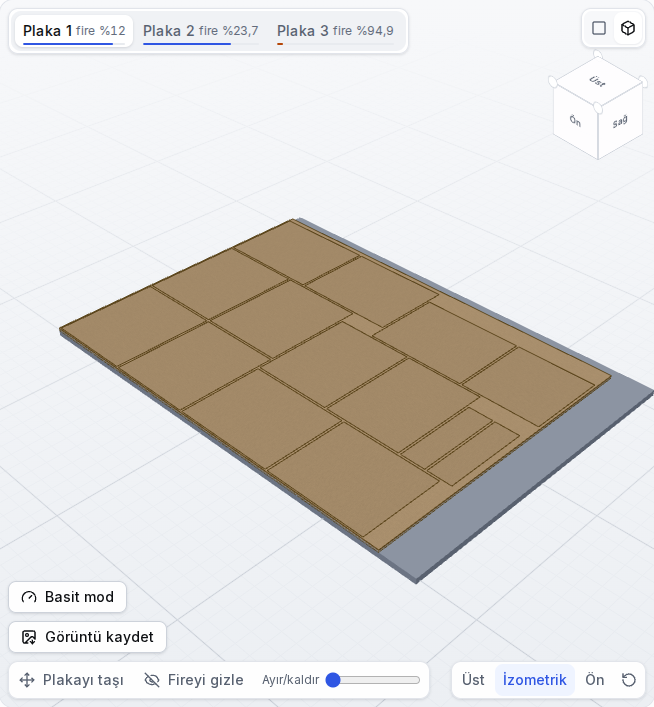 Plaka 1 fire %12 Plaka 2 fire %23,7 Plaka 3 fire %94,9
Üst
Ön Sağ
Basit mod
Görüntü kaydet
Plakayı taşı Fireyi gizle Ayır/kaldır Üst İzometrik Ön